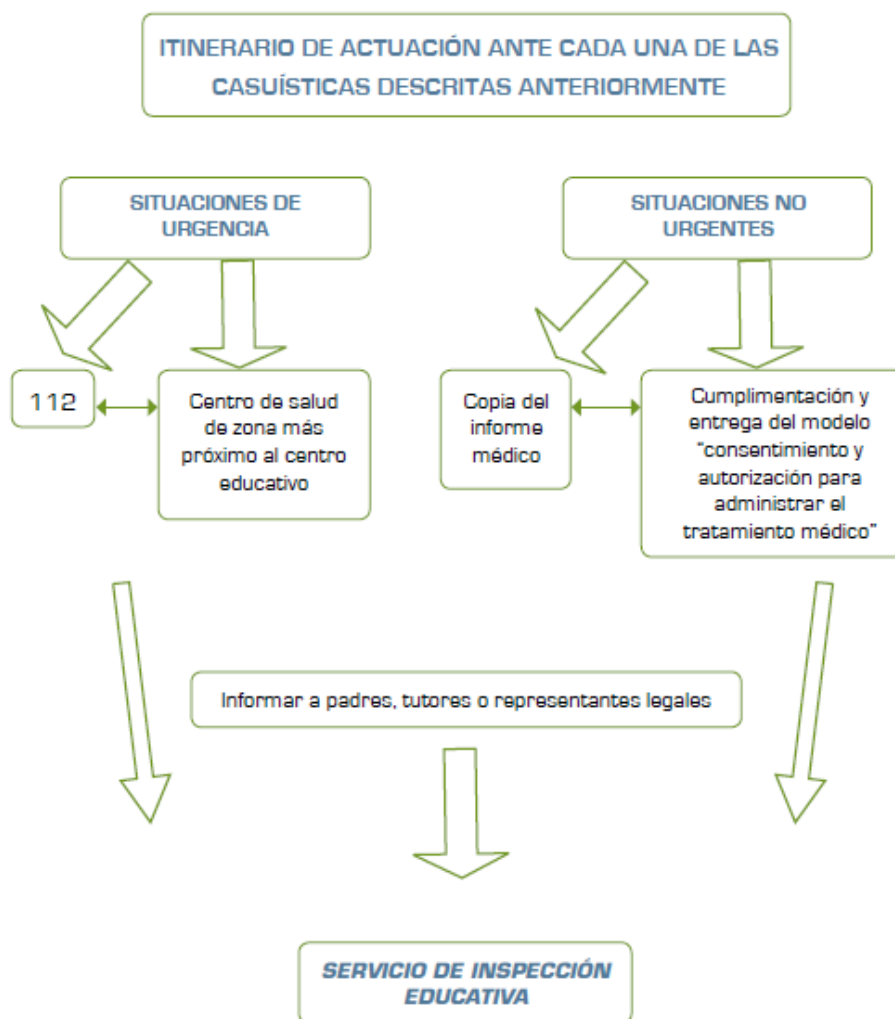 ITINERARIO DE ACTUACIÓN ANTE CADA UNA DE LAS
CASUÍSTICAS DESCRITAS ANTERIORMENTE
SITUACIONES DE
URGENCIA
SITUACIONES NO
URGENTES
112
Centro de salud
de zona más
próximo al centro
educativo
Copia del
informe
médico
Cumplimentación y
entrega del modelo
“consentimiento y
autorización para
administrar el
tratamiento médico”
Informar a padres, tutores o representantes legales
SERVICIO DE INSPECCIÓN
EDUCATIVA